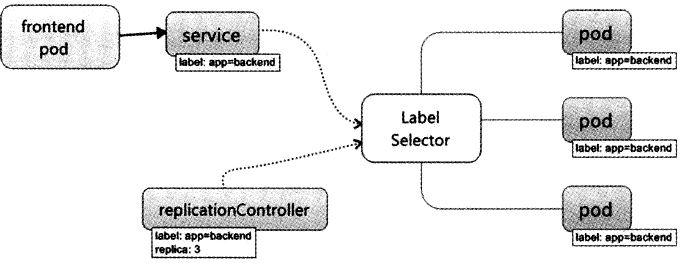 frontend
pod
service
label: app=backend
pod
label: app=backend
Label
Selector
pod
label: app=backend
replicationController
label: app=backend
replica: 3
pod
label: app=backend